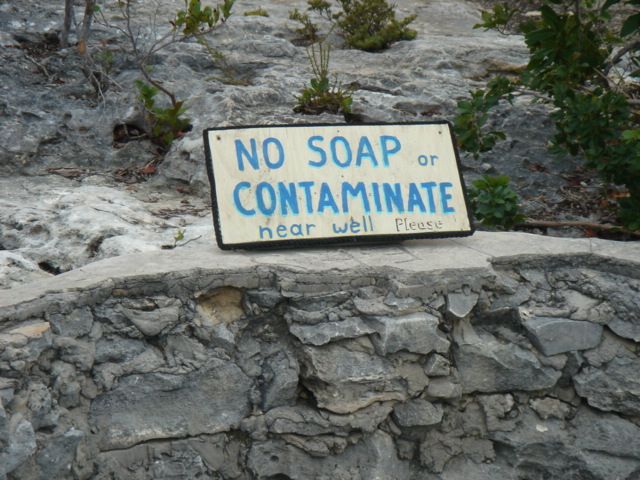 NO SOAP or
CONTAMINATE
near well Please